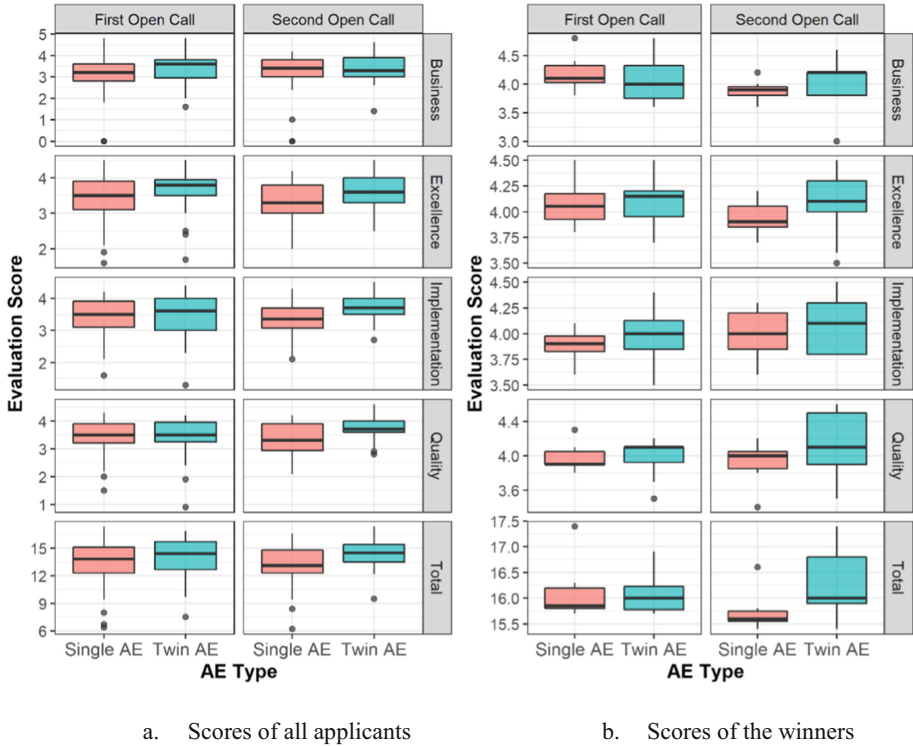 First Open Call Second Open Call
5
4
3
2
1
0
Business
4
3
2
Excellence
4
3
2
Implementation
4
3
2
1
Quality
15
12
9
6
Total
Evaluation Score
Single AE Twin AE Single AE Twin AE
AE Type
First Open Call Second Open Call
4.5
4.0
3.5
3.0
Business
4.50
4.25
4.00
3.75
3.50
Excellence
4.50
4.25
4.00
3.75
3.50
Implementation
4.4
4.0
3.6
Quality
17.5
17.0
16.5
16.0
15.5
Total
Evaluation Score
Single AE Twin AE Single AE Twin AE
AE Type
a. Scores of all applicants
b. Scores of the winners